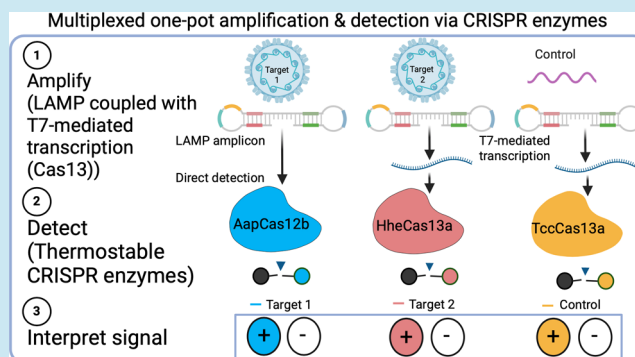 Multiplexed one-pot amplification & detection via CRISPR enzymes
1
Amplify
(LAMP coupled with
T7-mediated
transcription
(Cas13))
Target
1
Target
2
Control
LAMP amplicon
T7-mediated
transcription
Direct detection
2
Detect
(Thermostable
CRISPR enzymes)
AapCas12b
HheCas13a
TccCas13a
3
Interpret signal
Target 1
Target 2
Control
+ -
+ -
+ -